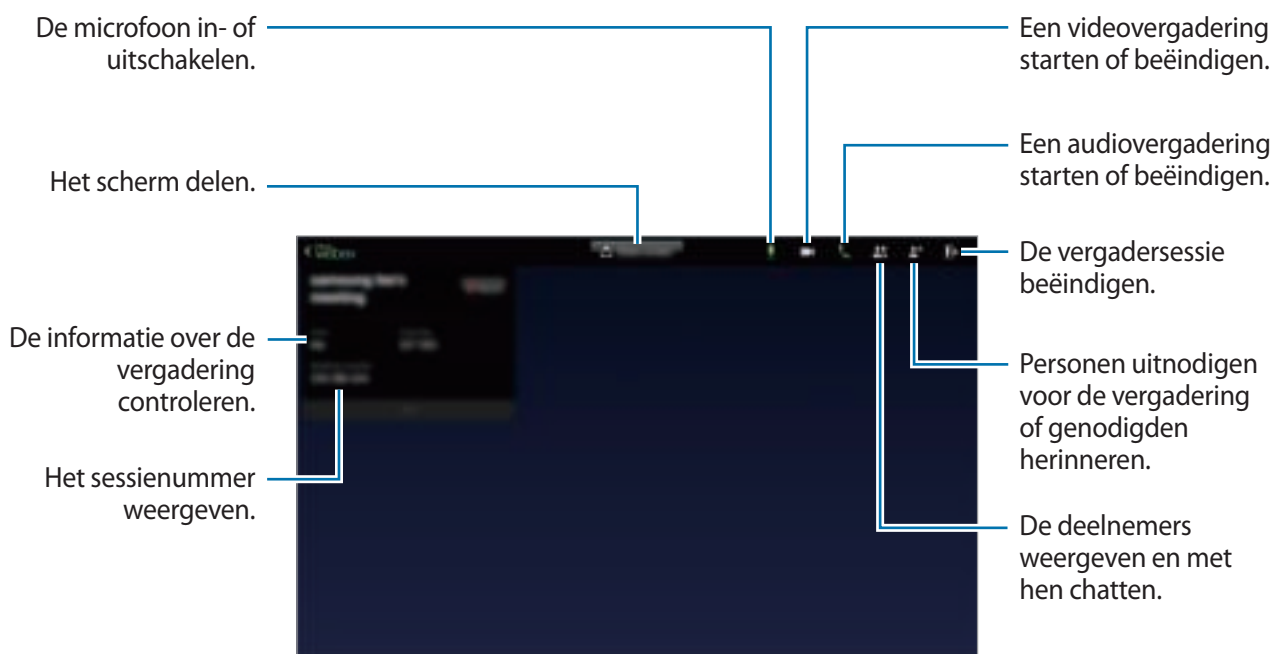 De microfoon in- of
uitschakelen.
Het scherm delen.
De informatie over de
vergadering
controleren.
Het sessienummer
weergeven.
Een videovergadering
starten of beëindigen.
Een audiovergadering
starten of beëindigen.
De vergadersessie
beëindigen.
Personen uitnodigen
voor de vergadering
of genodigden
herinneren.
De deelnemers
weergeven en met
hen chatten.